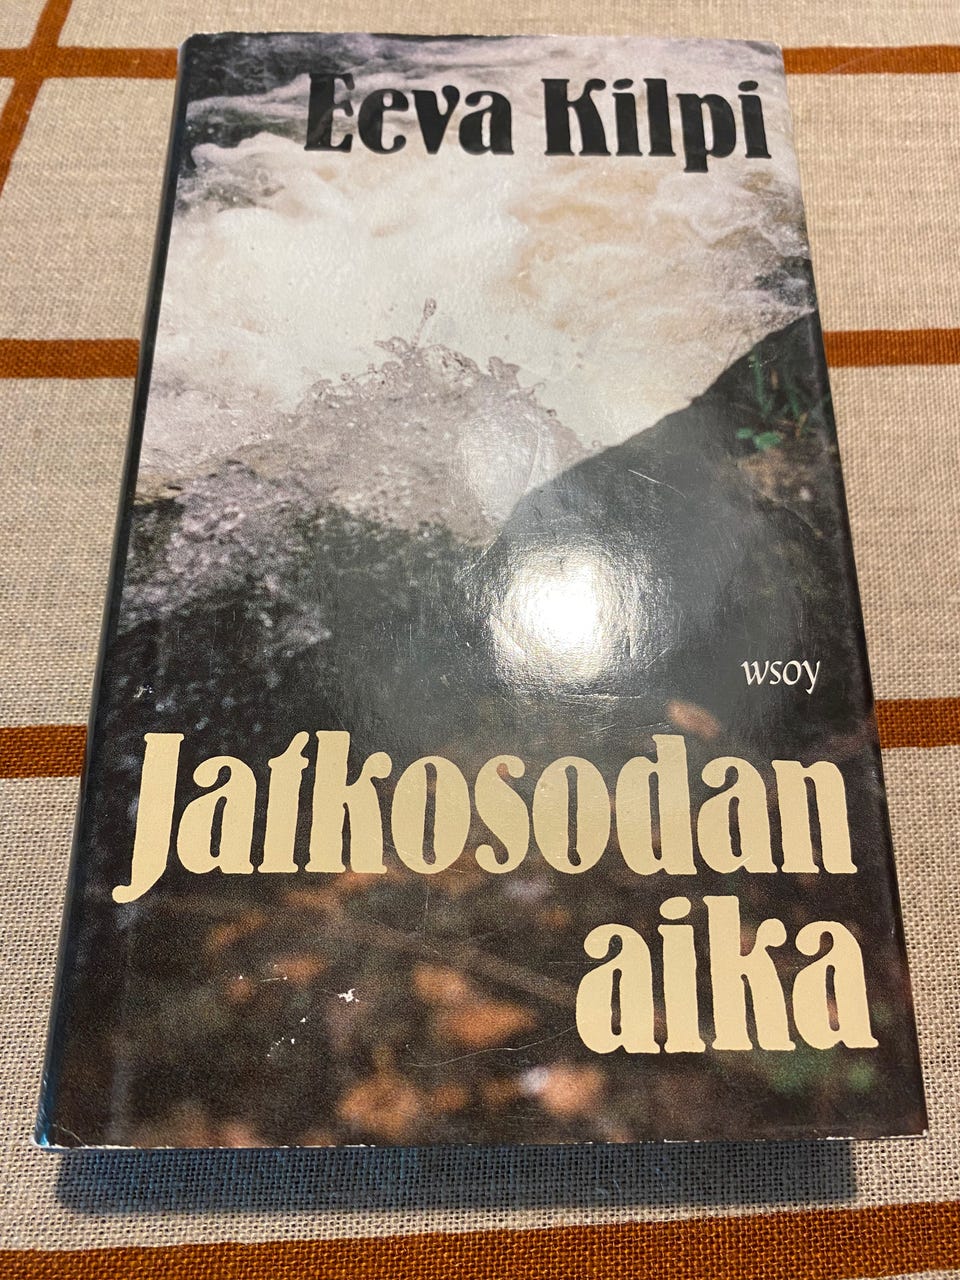 Eeva Kilpi
wsoy
Jatkosodan
aika